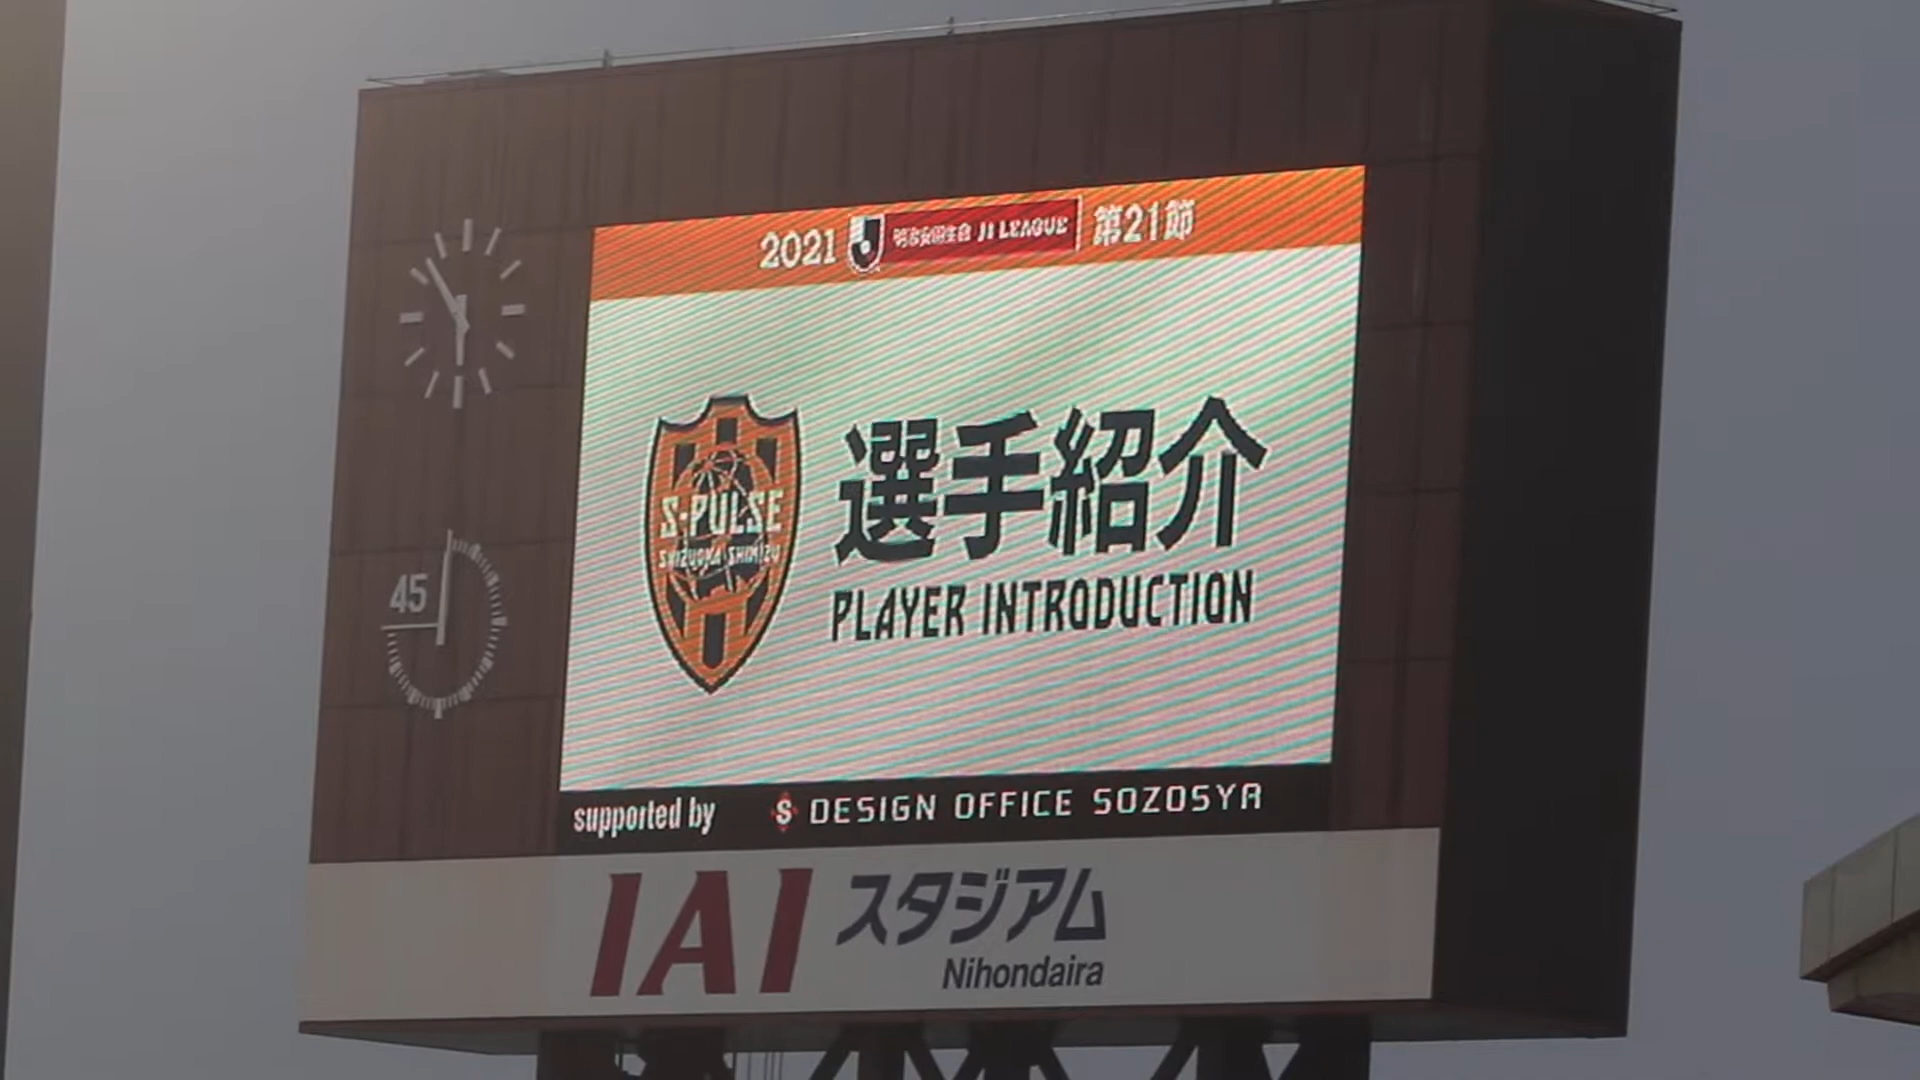 2021 明治安田生命 J1 LEAGUE 第21節
S-PULSE
SHIZUOKA SHIMIZU
選手紹介
PLAYER INTRODUCTION
45
supported by S DESIGN OFFICE SOZOSYA
IAI スタジアム
Nihondaira